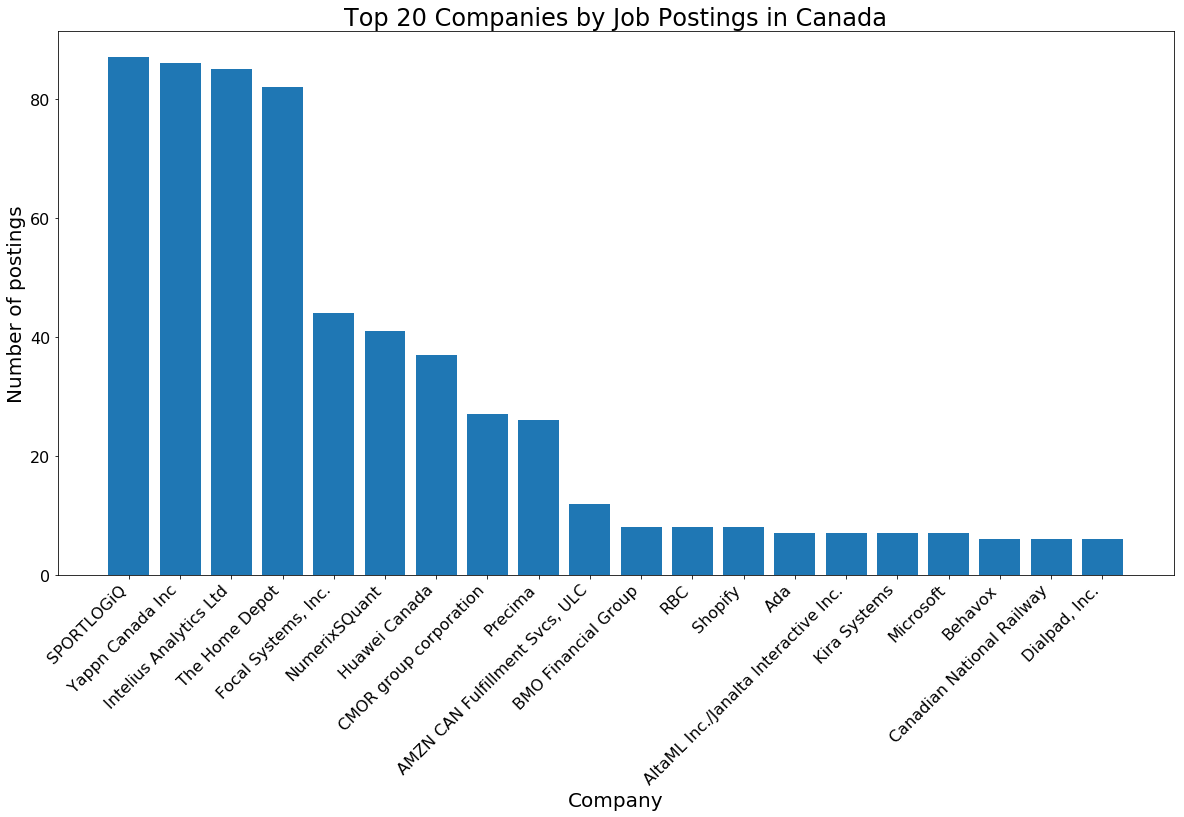 Top 20 Companies by Job Postings in Canada
Number of postings
80
60
40
20
0
SPORTLOGiQ
Yappn Canada Inc
Intelius Analytics Ltd
The Home Depot
Focal Systems, Inc.
NumerixSQuant
Huawei Canada
CMOR group corporation
Precima
AMZN CAN Fulfillment Svcs, ULC
BMO Financial Group
RBC
Shopify
Ada
AltaML Inc./Janalta Interactive Inc.
Kira Systems
Microsoft
Behavox
Canadian National Railway
Dialpad, Inc.
Company